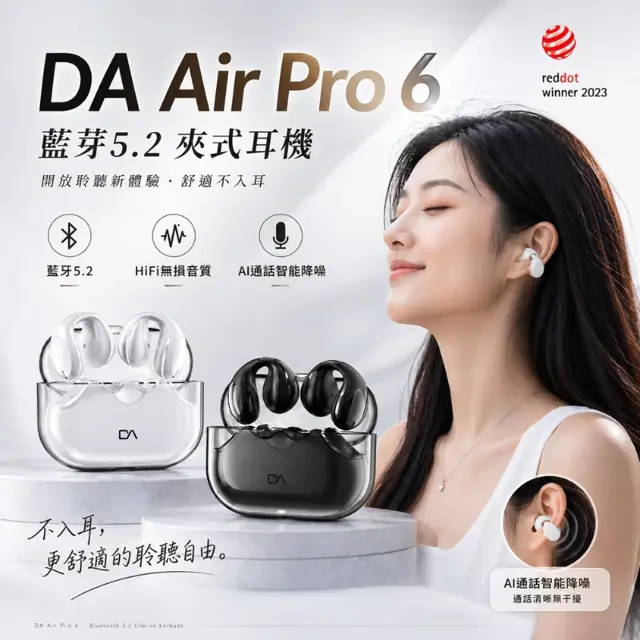 DA Air Pro 6
reddot
winner 2023
藍芽5.2 夾式耳機
開放聆聽新體驗・舒適不入耳
藍牙5.2
HiFi無損音質
AI通話智能降噪
DA
DA
不入耳,
更舒適的聆聽自由。
AI通話智能降噪
通話清晰無干擾
DA Air Pro 6 Bluetooth 5.2 Clip-on Earbuds